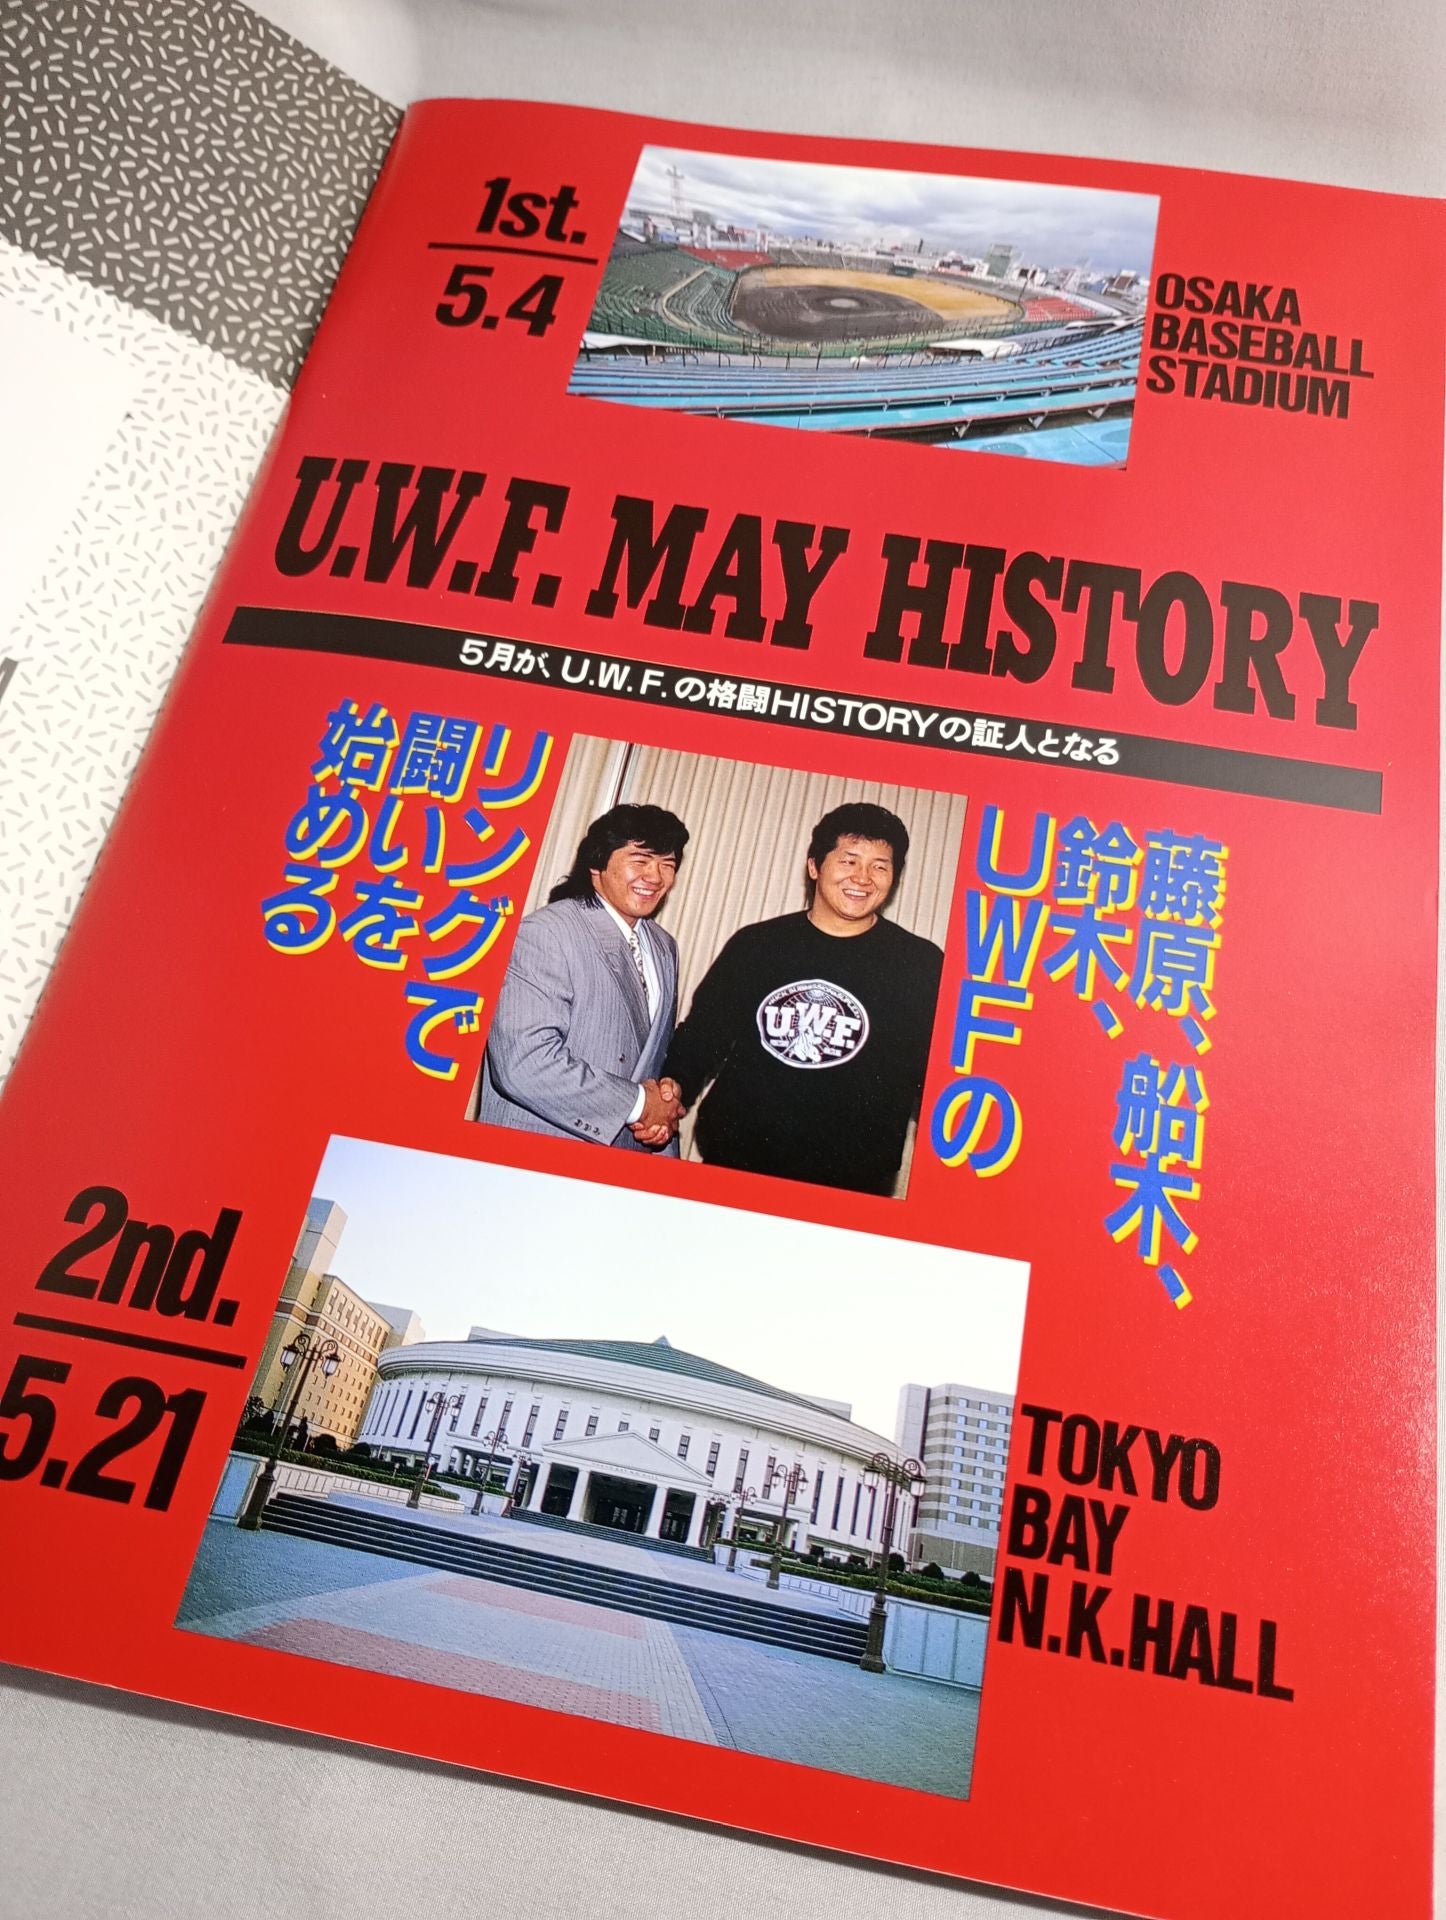 1st.
5.4
OSAKA
BASEBALL
STADIUM
U.W.F. MAY HISTORY
5月が、U.W.F.の格闘HISTORYの証人となる
藤原、船木、
鈴木、
UWFの
リングで
闘いを
始める
U.W.F.
2nd.
5.21
TOKYO
BAY
N.K.HALL